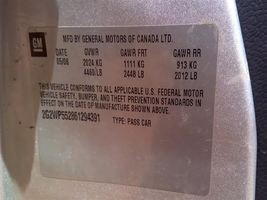 GM
MFD BY GENERAL MOTORS OF CANADA LTD.
DATE GVWR GAWR FRT GAWR RR
05/08 2024 KG 1111 KG 913 KG
4460 LB 2448 LB 2012 LB
THIS VEHICLE CONFORMS TO ALL APPLICABLE U.S. FEDERAL MOTOR
VEHICLE SAFETY, BUMPER, AND THEFT PREVENTION STANDARDS IN
EFFECT ON THE DATE OF MANUFACTURE SHOWN ABOVE.
2G2WP552861294391 TYPE: PASS CAR